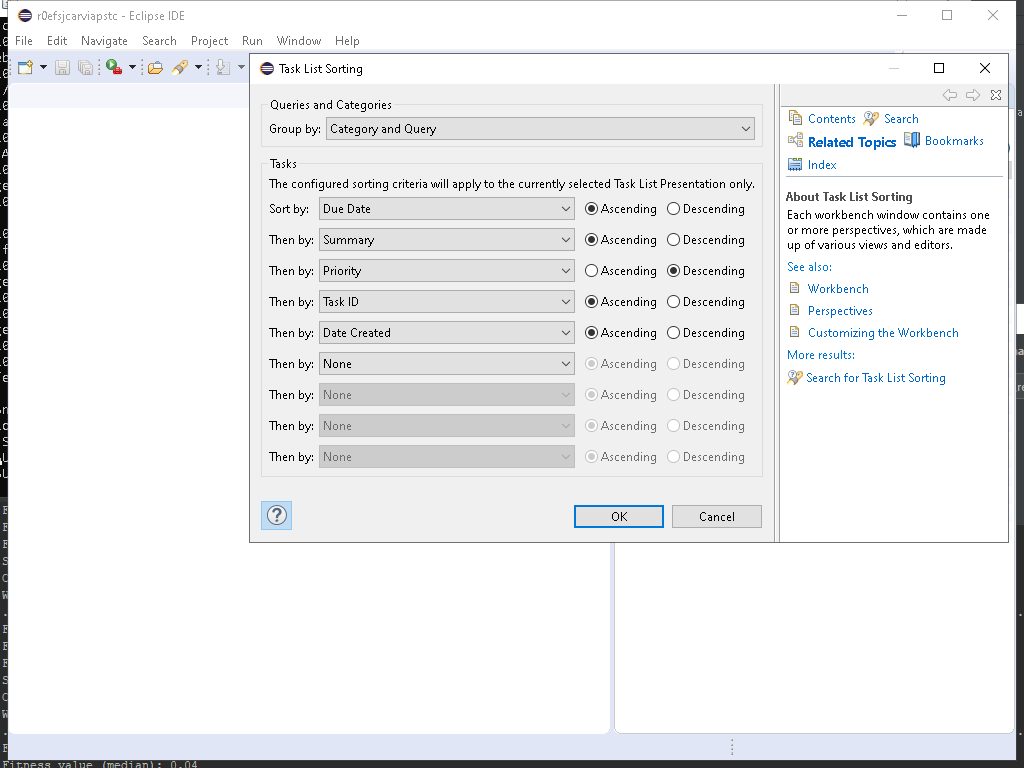 r0efsjcarviapstc - Eclipse IDE
File Edit Navigate Search Project Run Window Help
Task List Sorting
Queries and Categories
Group by: Category and Query
Tasks
The configured sorting criteria will apply to the currently selected Task List Presentation only.
Sort by: Due Date Ascending Descending
Then by: Summary Ascending Descending
Then by: Priority Ascending Descending
Then by: Task ID Ascending Descending
Then by: Date Created Ascending Descending
Then by: None Ascending Descending
Then by: None Ascending Descending
Then by: None Ascending Descending
Then by: None Ascending Descending
OK Cancel
Contents Search
Related Topics Bookmarks
Index
About Task List Sorting
Each workbench window contains one
or more perspectives, which are made
up of various views and editors.
See also:
Workbench
Perspectives
Customizing the Workbench
More results:
Search for Task List Sorting
Fitness value (median): 0.04